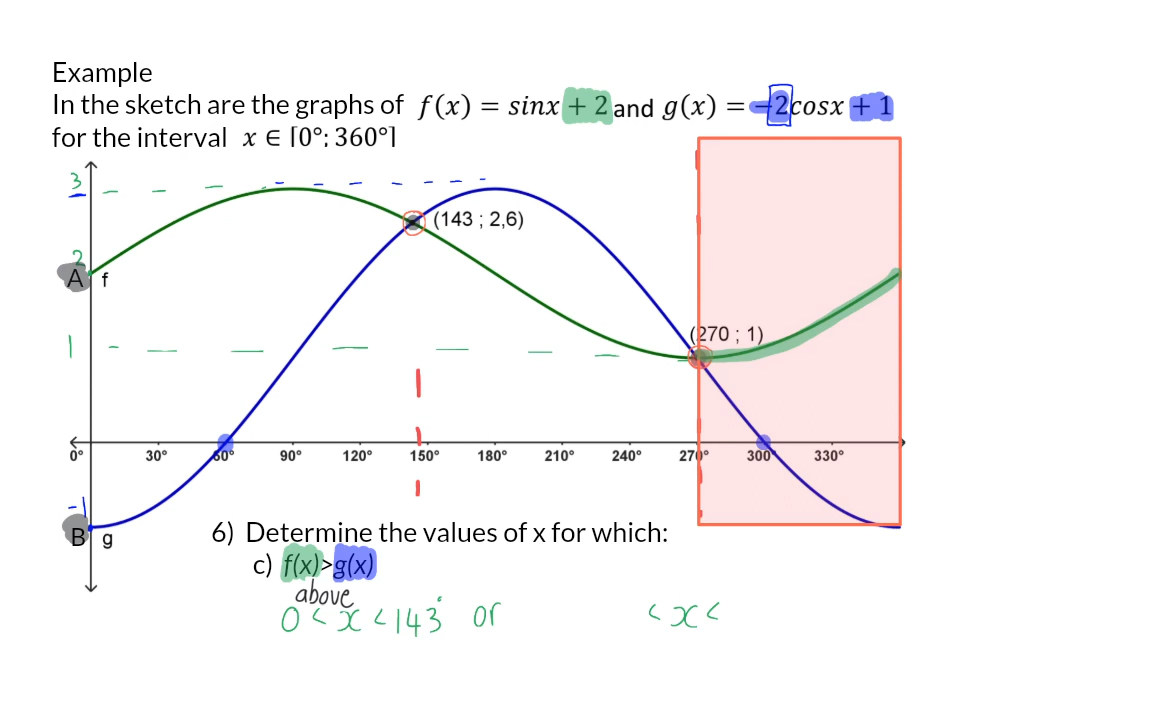 Example
In the sketch are the graphs of f(x) = sinx + 2 and g(x) = −2cosx + 1
for the interval x ∈ [0°; 360°]
3
(143 ; 2,6)
2
A f
(270 ; 1)
1
0° 30° 60° 90° 120° 150° 180° 210° 240° 270° 300° 330°
-1
B g
6) Determine the values of x for which:
c) f(x)>g(x)
above
0 < x < 143° or < x <